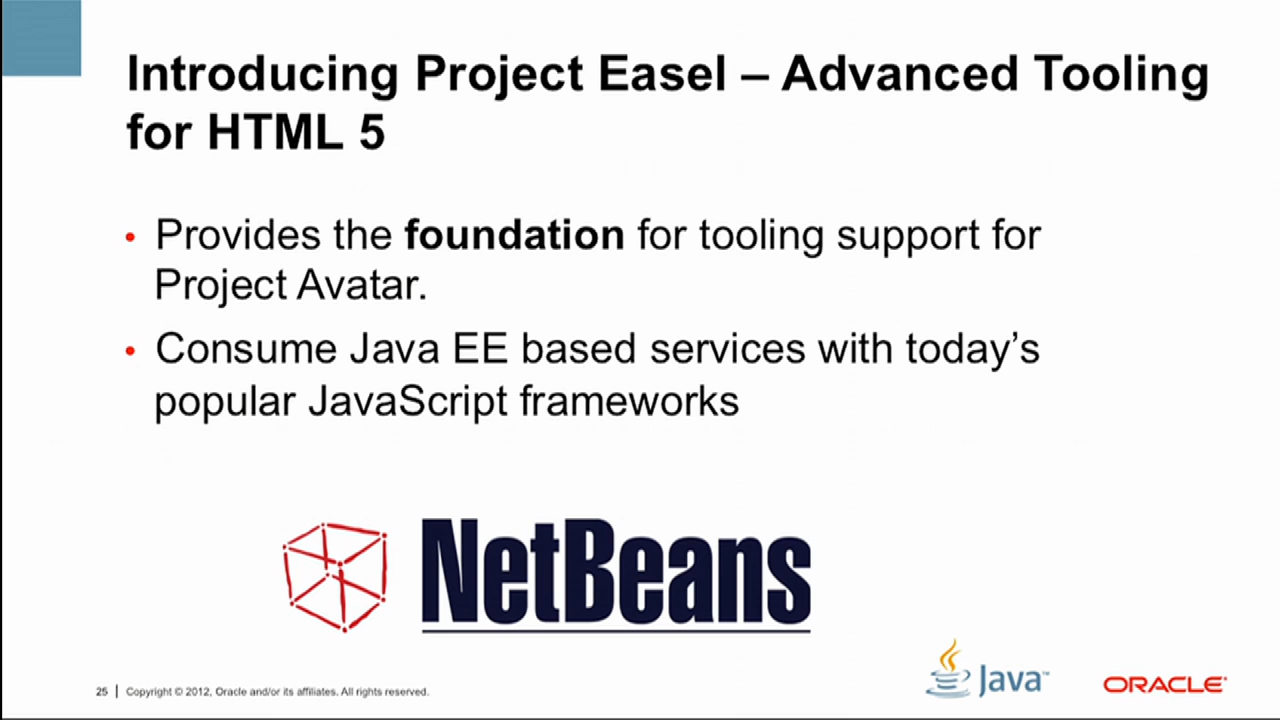 Introducing Project Easel – Advanced Tooling
for HTML 5
• Provides the foundation for tooling support for
Project Avatar.
• Consume Java EE based services with today’s
popular JavaScript frameworks
NetBeans
25 | Copyright © 2012, Oracle and/or its affiliates. All rights reserved.
Java™
ORACLE®